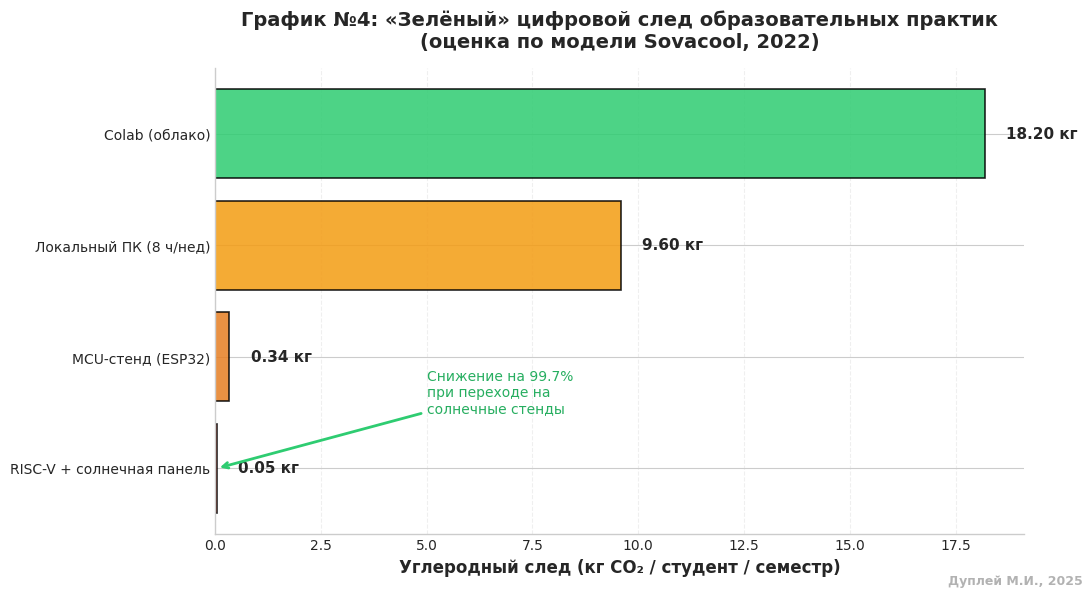 График №4: «Зелёный» цифровой след образовательных практик
(оценка по модели Sovacool, 2022)
Colab (облако)
18.20 кг
Локальный ПК (8 ч/нед)
9.60 кг
MCU-стенд (ESP32)
0.34 кг
Снижение на 99.7%
при переходе на
солнечные стенды
RISC-V + солнечная панель
0.05 кг
0.0 2.5 5.0 7.5 10.0 12.5 15.0 17.5
Углеродный след (кг CO₂ / студент / семестр)
Дуплей М.И., 2025